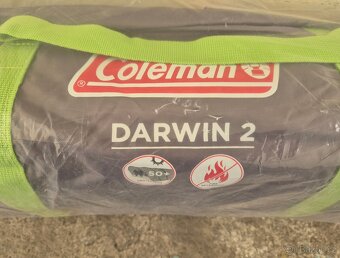 Coleman
®
DARWIN 2
50+